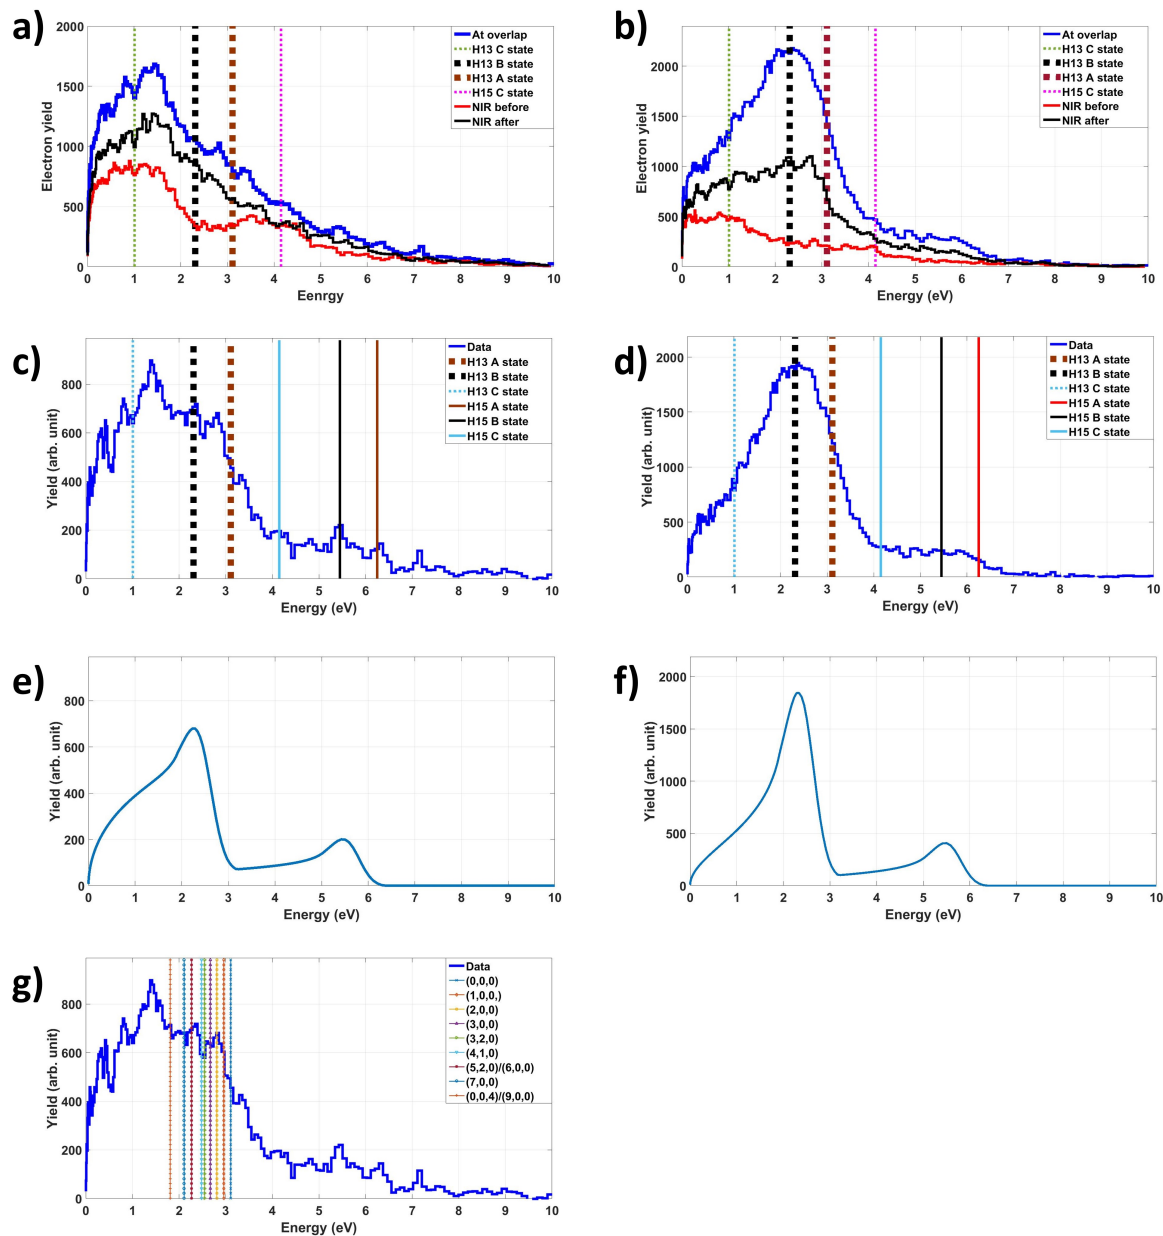 a)
2000
1500
1000
500
0
Electron yield
0 1 2 3 4 5 6 7 8 9 10
Eenrgy
At overlap
H13 C state
H13 B state
H13 A state
H15 C state
NIR before
NIR after
b)
2000
1500
1000
500
0
Electron yield
0 1 2 3 4 5 6 7 8 9 10
Energy (eV)
At overlap
H13 C state
H13 B state
H13 A state
H15 C state
NIR before
NIR after
c)
800
600
400
200
0
Yield (arb. unit)
0 1 2 3 4 5 6 7 8 9 10
Energy (eV)
Data
H13 A state
H13 B state
H13 C state
H15 A state
H15 B state
H15 C state
d)
2000
1500
1000
500
0
Yield (arb. unit)
0 1 2 3 4 5 6 7 8 9 10
Energy (eV)
Data
H13 A state
H13 B state
H13 C state
H15 A state
H15 B state
H15 C state
e)
800
600
400
200
0
Yield (arb. unit)
0 1 2 3 4 5 6 7 8 9 10
Energy (eV)
f)
2000
1500
1000
500
0
Yield (arb. unit)
0 1 2 3 4 5 6 7 8 9 10
Energy (eV)
g)
800
600
400
200
0
Yield (arb. unit)
0 1 2 3 4 5 6 7 8 9 10
Energy (eV)
Data
(0,0,0)
(1,0,0,)
(2,0,0)
(3,0,0)
(3,2,0)
(4,1,0)
(5,2,0)/(6,0,0)
(7,0,0)
(0,0,4)/(9,0,0)